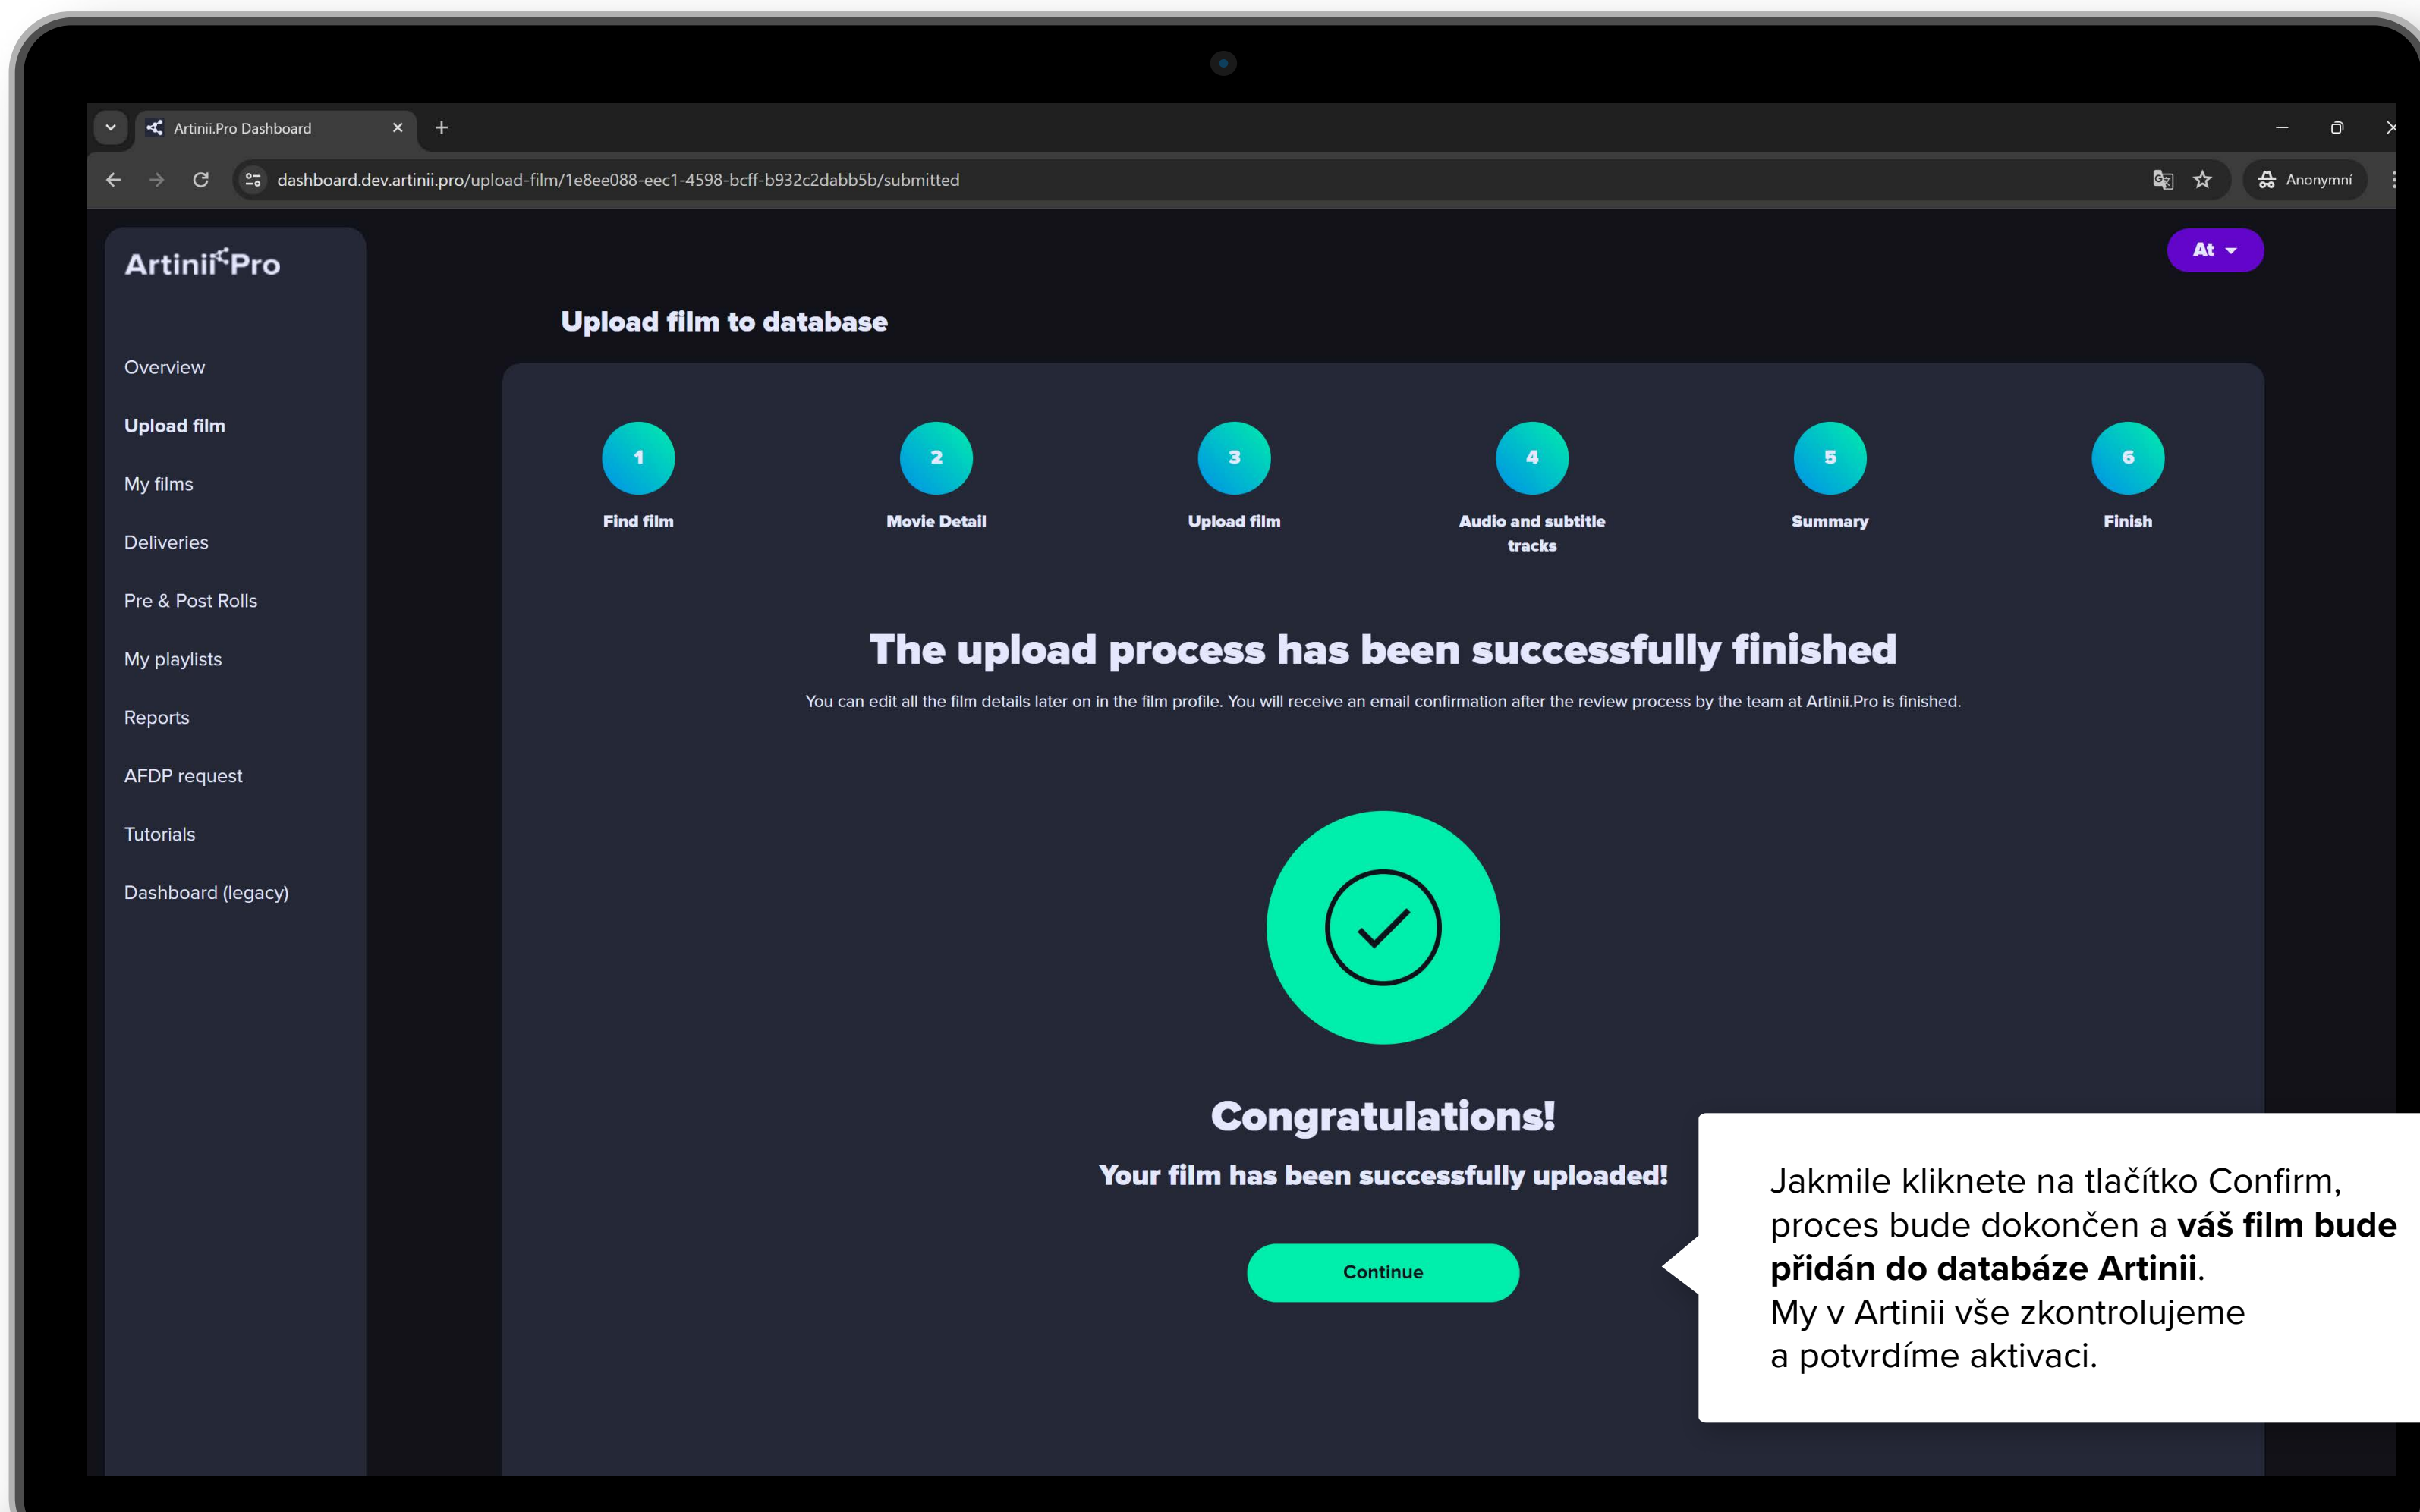 Artinii.Pro Dashboard
dashboard.dev.artinii.pro/upload-film/1e8ee088-eec1-4598-bcff-b932c2dabb5b/submitted
Anonymní
Artinii Pro
At
Upload film to database
Overview
Upload film
My films
Deliveries
Pre & Post Rolls
My playlists
Reports
AFDP request
Tutorials
Dashboard (legacy)
1
2
3
4
5
6
Find film
Movie Detail
Upload film
Audio and subtitle
tracks
Summary
Finish
The upload process has been successfully finished
You can edit all the film details later on in the film profile. You will receive an email confirmation after the review process by the team at Artinii.Pro is finished.
Congratulations!
Your film has been successfully uploaded!
Continue
Jakmile kliknete na tlačítko Confirm,
proces bude dokončen a váš film bude
přidán do databáze Artinii.
My v Artinii vše zkontrolujeme
a potvrdíme aktivaci.